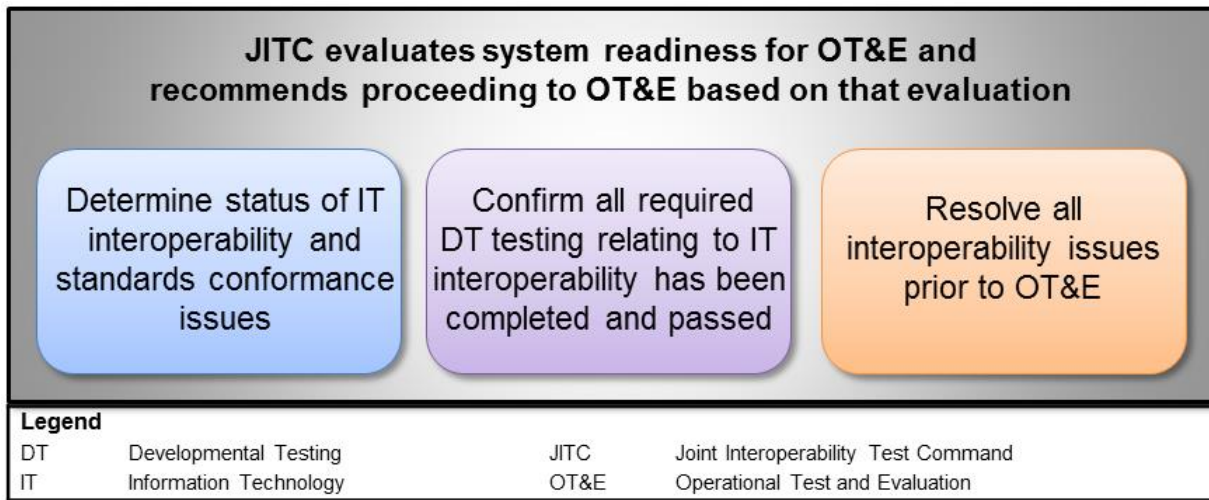 JITC evaluates system readiness for OT&E and
recommends proceeding to OT&E based on that evaluation
Determine status of IT
interoperability and
standards conformance
issues
Confirm all required
DT testing relating to IT
interoperability has been
completed and passed
Resolve all
interoperability issues
prior to OT&E
Legend
DT Developmental Testing JITC Joint Interoperability Test Command
IT Information Technology OT&E Operational Test and Evaluation